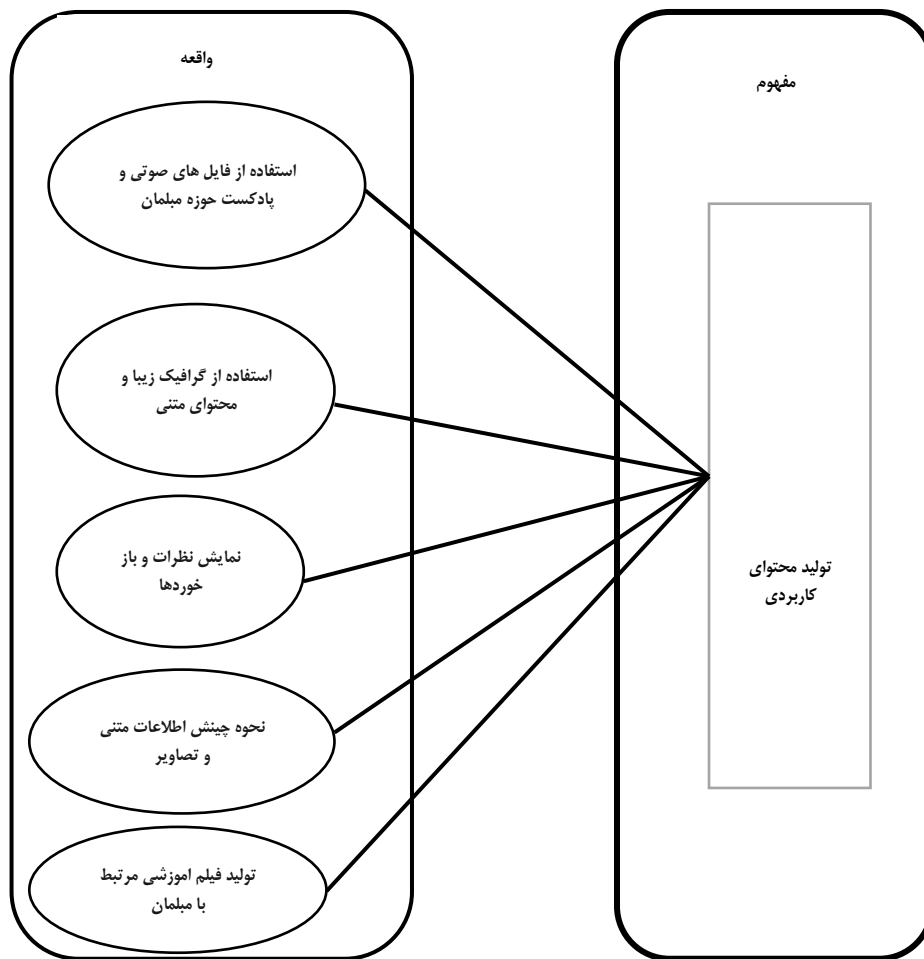 واقعه
استفاده از فایل های صوتی و
پادکست حوزه مبلمان
استفاده از گرافیک زیبا و
محتوای متنی
نمایش نظرات و باز
خوردها
نحوه چینش اطلاعات متنی
و تصاویر
تولید فیلم اموزشی مرتبط
با مبلمان
مفهوم
تولید محتوای
کاربردی